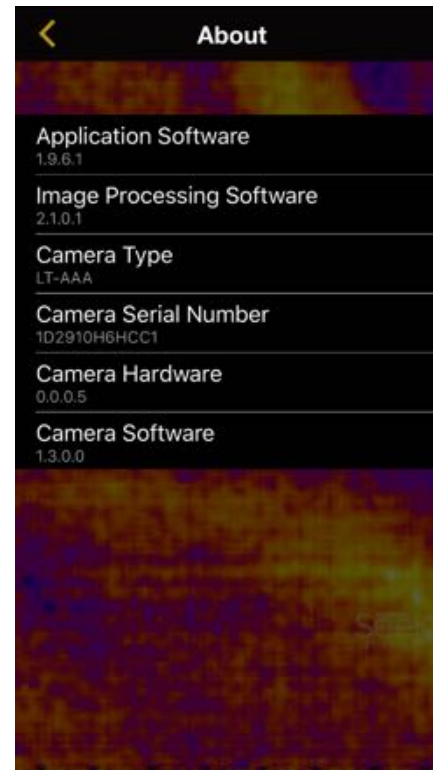 About
Application Software
1.9.6.1
Image Processing Software
2.1.0.1
Camera Type
LT-AAA
Camera Serial Number
1D2910H6HCC1
Camera Hardware
0.0.0.5
Camera Software
1.3.0.0